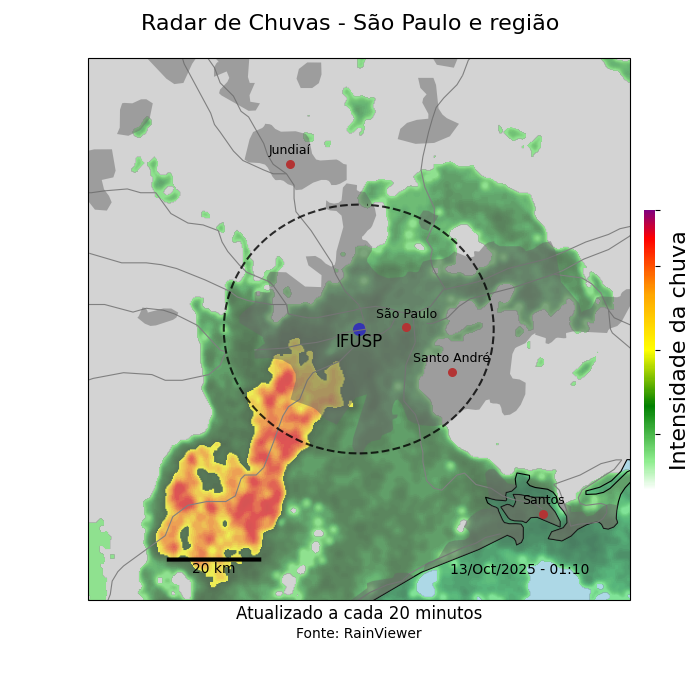 Radar de Chuvas - São Paulo e região
Jundiaí
São Paulo
IFUSP
Santo André
Santos
20 km
13/Oct/2025 - 01:10
Intensidade da chuva
Atualizado a cada 20 minutos
Fonte: RainViewer